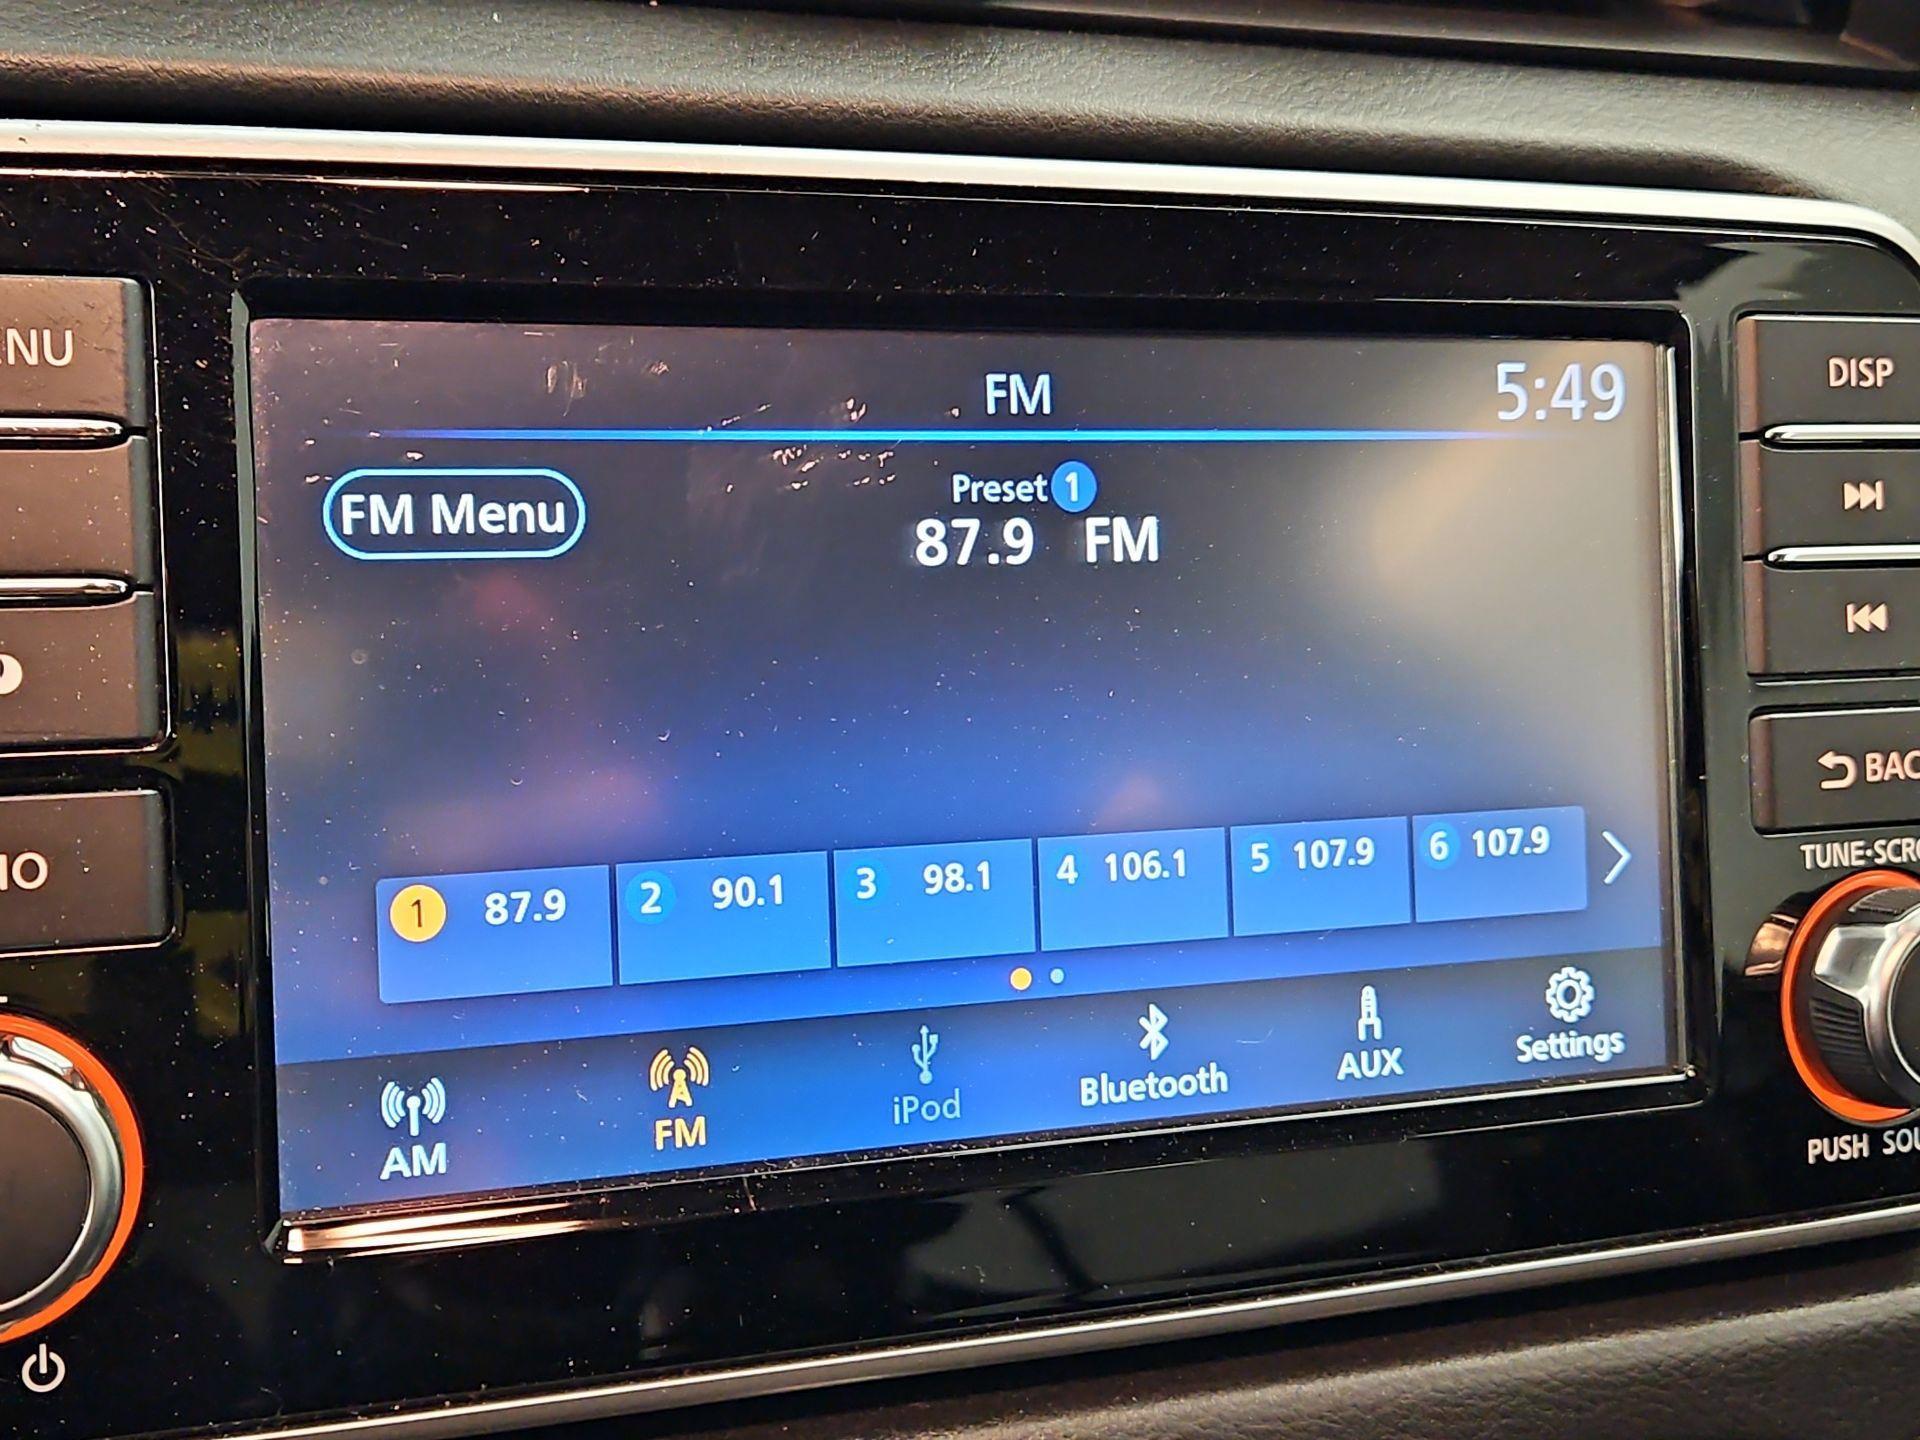 FM
5:49
FM Menu
Preset 1
87.9 FM
1 87.9
2 90.1
3 98.1
4 106.1
5 107.9
6 107.9
AM
FM
iPod
Bluetooth
AUX
Settings
NU
IO
DISP
BAC
TUNE·SCR
PUSH SOU